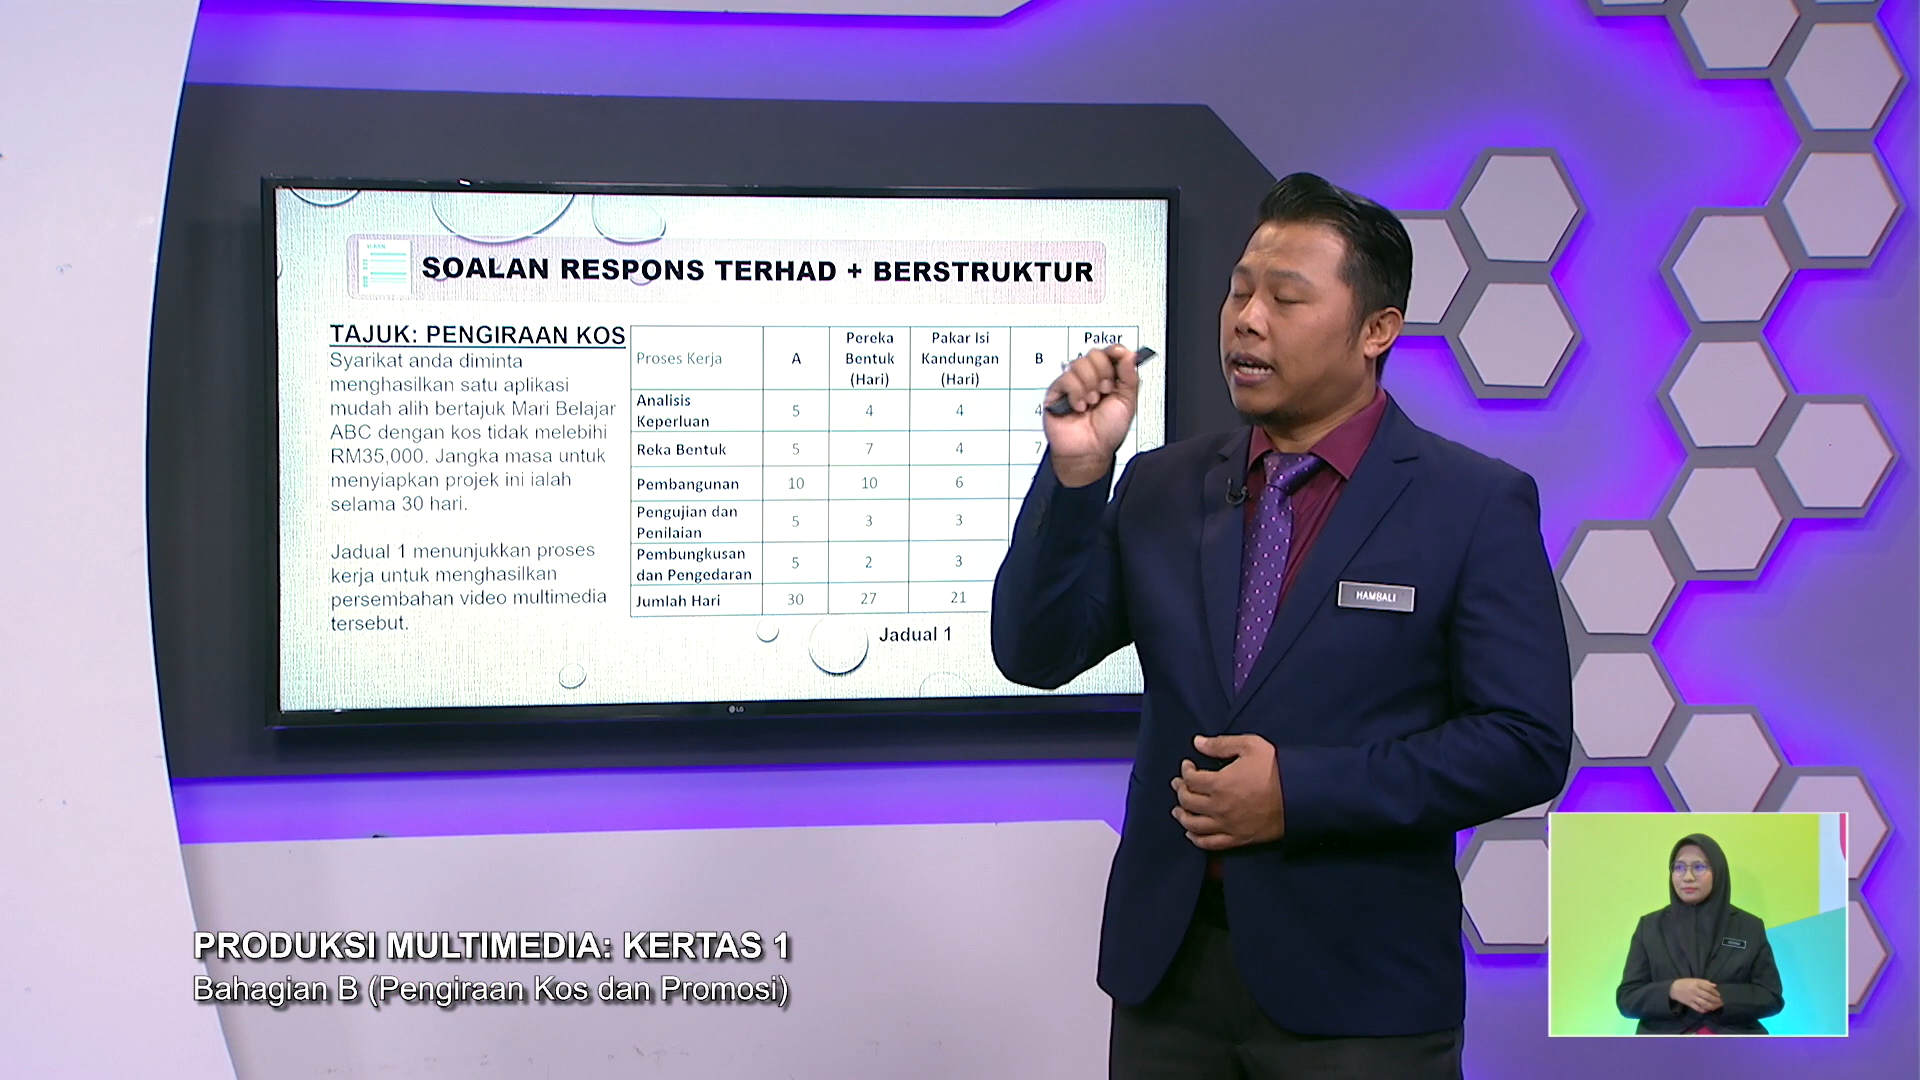 SOALAN RESPONS TERHAD + BERSTRUKTUR
TAJUK: PENGIRAAN KOS
Syarikat anda diminta
menghasilkan satu aplikasi
mudah alih bertajuk Mari Belajar
ABC dengan kos tidak melebihi
RM35,000. Jangka masa untuk
menyiapkan projek ini ialah
selama 30 hari.
Jadual 1 menunjukkan proses
kerja untuk menghasilkan
persembahan video multimedia
tersebut.
Proses Kerja A Pereka Bentuk (Hari) Pakar Isi Kandungan (Hari) B Pakar
Analisis Keperluan 5 4 4 4
Reka Bentuk 5 7 4 7
Pembangunan 10 10 6
Pengujian dan Penilaian 5 3 3
Pembungkusan dan Pengedaran 5 2 3
Jumlah Hari 30 27 21
Jadual 1
LG
HAMBALI
PRODUKSI MULTIMEDIA: KERTAS 1
Bahagian B (Pengiraan Kos dan Promosi)